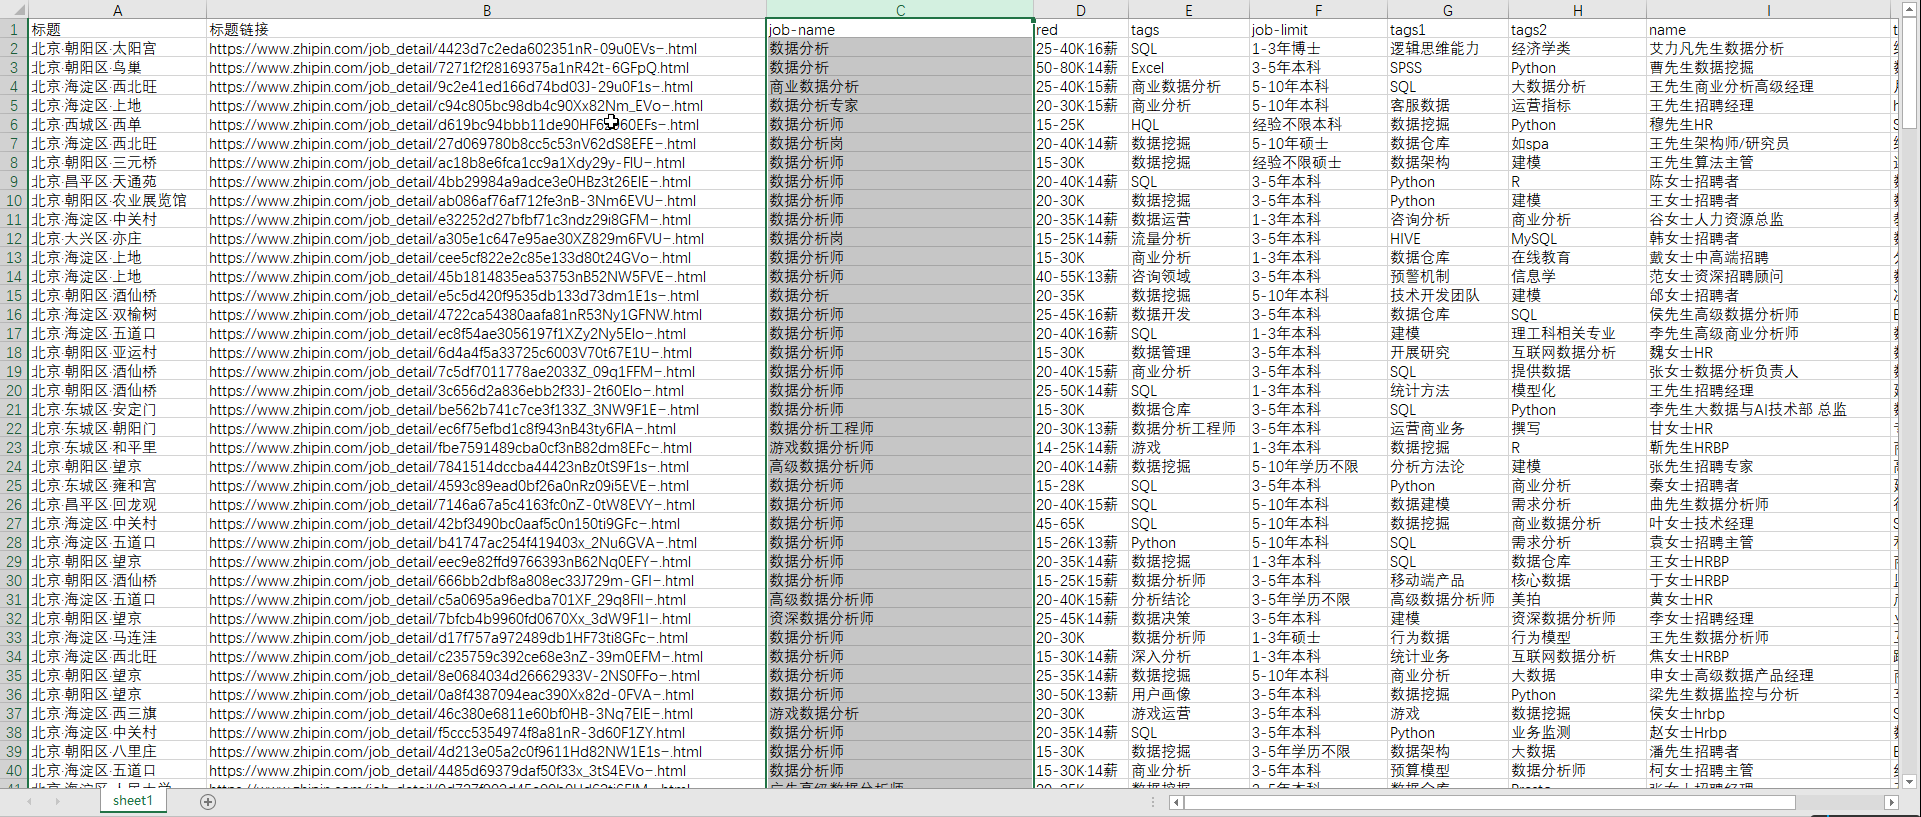 A B C D E F G H I
1 标题 标题链接 job-name red tags job-limit tags1 tags2 name
2 北京·朝阳区·太阳宫 https://www.zhipin.com/job_detail/4423d7c2eda602351nR-09u0EVs~.html 数据分析 25-40K·16薪 SQL 1-3年博士 逻辑思维能力 经济学类 艾力凡先生数据分析
3 北京·朝阳区·鸟巢 https://www.zhipin.com/job_detail/7271f2f28169375a1nR42t-6GFpQ.html 数据分析 50-80K·14薪 Excel 3-5年本科 SPSS Python 曹先生数据挖掘
4 北京·海淀区·西北旺 https://www.zhipin.com/job_detail/9c2e41ed166d74bd03J-29u0F1s~.html 商业数据分析 25-40K·15薪 商业数据分析 5-10年本科 SQL 大数据分析 王先生商业分析高级经理
5 北京·海淀区·上地 https://www.zhipin.com/job_detail/c94c805bc98db4c90Xx82Nm_EVo~.html 数据分析专家 20-30K·15薪 商业分析 5-10年本科 客服数据 运营指标 王先生招聘经理
6 北京·西城区·西单 数据分析师 15-25K HQL 经验不限本科 数据挖掘 Python 穆先生HR
7 北京·海淀区·西北旺 https://www.zhipin.com/job_detail/27d069780b8cc5c53nV62dS8EFE~.html 数据分析岗 20-40K·14薪 数据挖掘 5-10年硕士 数据仓库 如spa 王先生架构师/研究员
8 北京·朝阳区·三元桥 https://www.zhipin.com/job_detail/ac18b8e6fca1cc9a1Xdy29y-FlU~.html 数据分析师 15-30K 数据挖掘 经验不限硕士 数据架构 建模 王先生算法主管
9 北京·昌平区·天通苑 https://www.zhipin.com/job_detail/4bb29984a9adce3e0HBz3t26ElE~.html 数据分析师 20-40K·14薪 SQL 3-5年本科 Python R 陈女士招聘者
10 北京·朝阳区·农业展览馆 https://www.zhipin.com/job_detail/ab086af76af712fe3nB-3Nm6EVU~.html 数据分析师 20-30K 数据挖掘 3-5年本科 Python 建模 王女士招聘者
11 北京·海淀区·中关村 https://www.zhipin.com/job_detail/e32252d27bfbf71c3ndz29i8GFM~.html 数据分析师 20-35K·14薪 数据运营 1-3年本科 咨询分析 商业分析 谷女士人力资源总监
12 北京·大兴区·亦庄 https://www.zhipin.com/job_detail/a305e1c647e95ae30XZ829m6FVU~.html 数据分析岗 15-25K·14薪 流量分析 3-5年本科 HIVE MySQL 韩女士招聘者
13 北京·海淀区·上地 https://www.zhipin.com/job_detail/cee5cf822e2c85e133d80t24GVo~.html 数据分析师 15-30K 商业分析 1-3年本科 数据仓库 在线教育 戴女士中高端招聘
14 北京·海淀区·上地 https://www.zhipin.com/job_detail/45b1814835ea53753nB52NW5FVE~.html 数据分析师 40-55K·13薪 咨询领域 3-5年本科 预警机制 信息学 范女士资深招聘顾问
15 北京·朝阳区·酒仙桥 https://www.zhipin.com/job_detail/e5c5d420f9535db133d73dm1E1s~.html 数据分析 20-35K 数据挖掘 5-10年本科 技术开发团队 建模 邰女士招聘者
16 北京·海淀区·双榆树 https://www.zhipin.com/job_detail/4722ca54380aafa81nR53Ny1GFNW.html 数据分析师 25-45K·16薪 数据开发 3-5年本科 数据仓库 SQL 侯先生高级数据分析师
17 北京·海淀区·五道口 https://www.zhipin.com/job_detail/ec8f54ae3056197f1XZy2Ny5Elo~.html 数据分析师 20-40K·16薪 SQL 1-3年本科 建模 理工科相关专业 李先生高级商业分析师
18 北京·朝阳区·亚运村 https://www.zhipin.com/job_detail/6d4a4f5a33725c6003V70t67E1U~.html 数据分析师 15-30K 数据管理 3-5年本科 开展研究 互联网数据分析 魏女士HR
19 北京·朝阳区·酒仙桥 https://www.zhipin.com/job_detail/7c5df7011778ae2033Z_09q1FFM~.html 数据分析师 20-40K·15薪 商业分析 3-5年本科 SQL 提供数据 张女士数据分析负责人
20 北京·朝阳区·酒仙桥 https://www.zhipin.com/job_detail/3c656d2a836ebb2f33J-2t60Elo~.html 数据分析师 25-50K·14薪 SQL 1-3年本科 统计方法 模型化 王先生招聘经理
21 北京·东城区·安定门 https://www.zhipin.com/job_detail/be562b741c7ce3f133Z_3NW9F1E~.html 数据分析师 15-30K 数据仓库 3-5年本科 SQL Python 李先生大数据与AI技术部 总监
22 北京·东城区·朝阳门 https://www.zhipin.com/job_detail/ec6f75efbd1c8f943nB43ty6FlA~.html 数据分析工程师 20-30K·13薪 数据分析工程师 3-5年本科 运营商业务 撰写 甘女士HR
23 北京·东城区·和平里 https://www.zhipin.com/job_detail/fbe7591489cba0cf3nB82dm8EFc~.html 游戏数据分析师 14-25K·14薪 游戏 1-3年本科 数据挖掘 R 靳先生HRBP
24 北京·朝阳区·望京 https://www.zhipin.com/job_detail/7841514dccba44423nBz0tS9F1s~.html 高级数据分析师 20-40K·14薪 数据挖掘 5-10年学历不限 分析方法论 建模 张先生招聘专家
25 北京·东城区·雍和宫 https://www.zhipin.com/job_detail/4593c89ead0bf26a0nRz09i5EVE~.html 数据分析师 15-28K SQL 3-5年本科 Python 商业分析 秦女士招聘者
26 北京·昌平区·回龙观 https://www.zhipin.com/job_detail/7146a67a5c4163fc0nZ-0tW8EVY~.html 数据分析师 20-40K·15薪 SQL 5-10年本科 数据建模 需求分析 曲先生数据分析师
27 北京·海淀区·中关村 https://www.zhipin.com/job_detail/42bf3490bc0aaf5c0n150ti9GFc~.html 数据分析师 45-65K SQL 5-10年本科 数据挖掘 商业数据分析 叶女士技术经理
28 北京·海淀区·五道口 https://www.zhipin.com/job_detail/b41747ac254f419403x_2Nu6GVA~.html 数据分析师 15-26K·13薪 Python 5-10年本科 SQL 需求分析 袁女士招聘主管
29 北京·朝阳区·望京 https://www.zhipin.com/job_detail/eec9e82ffd9766393nB62Nq0EFY~.html 数据分析师 20-35K·14薪 数据挖掘 1-3年本科 SQL 数据仓库 王女士HRBP
30 北京·朝阳区·酒仙桥 https://www.zhipin.com/job_detail/666bb2dbf8a808ec33J729m-GFI~.html 数据分析师 15-25K·15薪 数据分析师 3-5年本科 移动端产品 核心数据 于女士HRBP
31 北京·海淀区·五道口 https://www.zhipin.com/job_detail/c5a0695a96edba701XF_29q8FlI~.html 高级数据分析师 20-40K·15薪 分析结论 3-5年学历不限 高级数据分析师 美拍 黄女士HR
32 北京·朝阳区·望京 https://www.zhipin.com/job_detail/7bfcb4b9960fd0670Xx_3dW9F1I~.html 资深数据分析师 25-45K·14薪 数据决策 3-5年本科 建模 资深数据分析师 李女士招聘经理
33 北京·海淀区·马连洼 https://www.zhipin.com/job_detail/d17f757a972489db1HF73ti8GFc~.html 数据分析师 20-30K 数据分析师 1-3年硕士 行为数据 行为模型 王先生数据分析师
34 北京·海淀区·西北旺 https://www.zhipin.com/job_detail/c235759c392ce68e3nZ-39m0EFM~.html 数据分析师 15-30K·14薪 深入分析 1-3年本科 统计业务 互联网数据分析 焦女士HRBP
35 北京·朝阳区·望京 https://www.zhipin.com/job_detail/8e0684034d26662933V-2NS0FFo~.html 数据分析师 25-35K·14薪 数据挖掘 5-10年本科 商业分析 大数据 申女士高级数据产品经理
36 北京·朝阳区·望京 https://www.zhipin.com/job_detail/0a8f4387094eac390Xx82d-0FVA~.html 数据分析师 30-50K·13薪 用户画像 3-5年本科 数据挖掘 Python 梁先生数据监控与分析
37 北京·海淀区·西三旗 https://www.zhipin.com/job_detail/46c380e6811e60bf0HB-3Nq7ElE~.html 游戏数据分析 20-30K 游戏运营 3-5年本科 游戏 数据挖掘 侯女士hrbp
38 北京·海淀区·中关村 https://www.zhipin.com/job_detail/f5ccc5354974f8a81nR-3d60F1ZY.html 数据分析师 20-35K·14薪 SQL 3-5年本科 Python 业务监测 赵女士Hrbp
39 北京·朝阳区·八里庄 https://www.zhipin.com/job_detail/4d213e05a2c0f9611Hd82NW1E1s~.html 数据分析师 15-30K 数据挖掘 3-5年学历不限 数据架构 大数据 潘先生招聘者
40 北京·海淀区·五道口 https://www.zhipin.com/job_detail/4485d69379daf50f33x_3tS4EVo~.html 数据分析师 15-30K·14薪 商业分析 3-5年本科 预算模型 数据分析师 柯女士招聘主管
sheet1